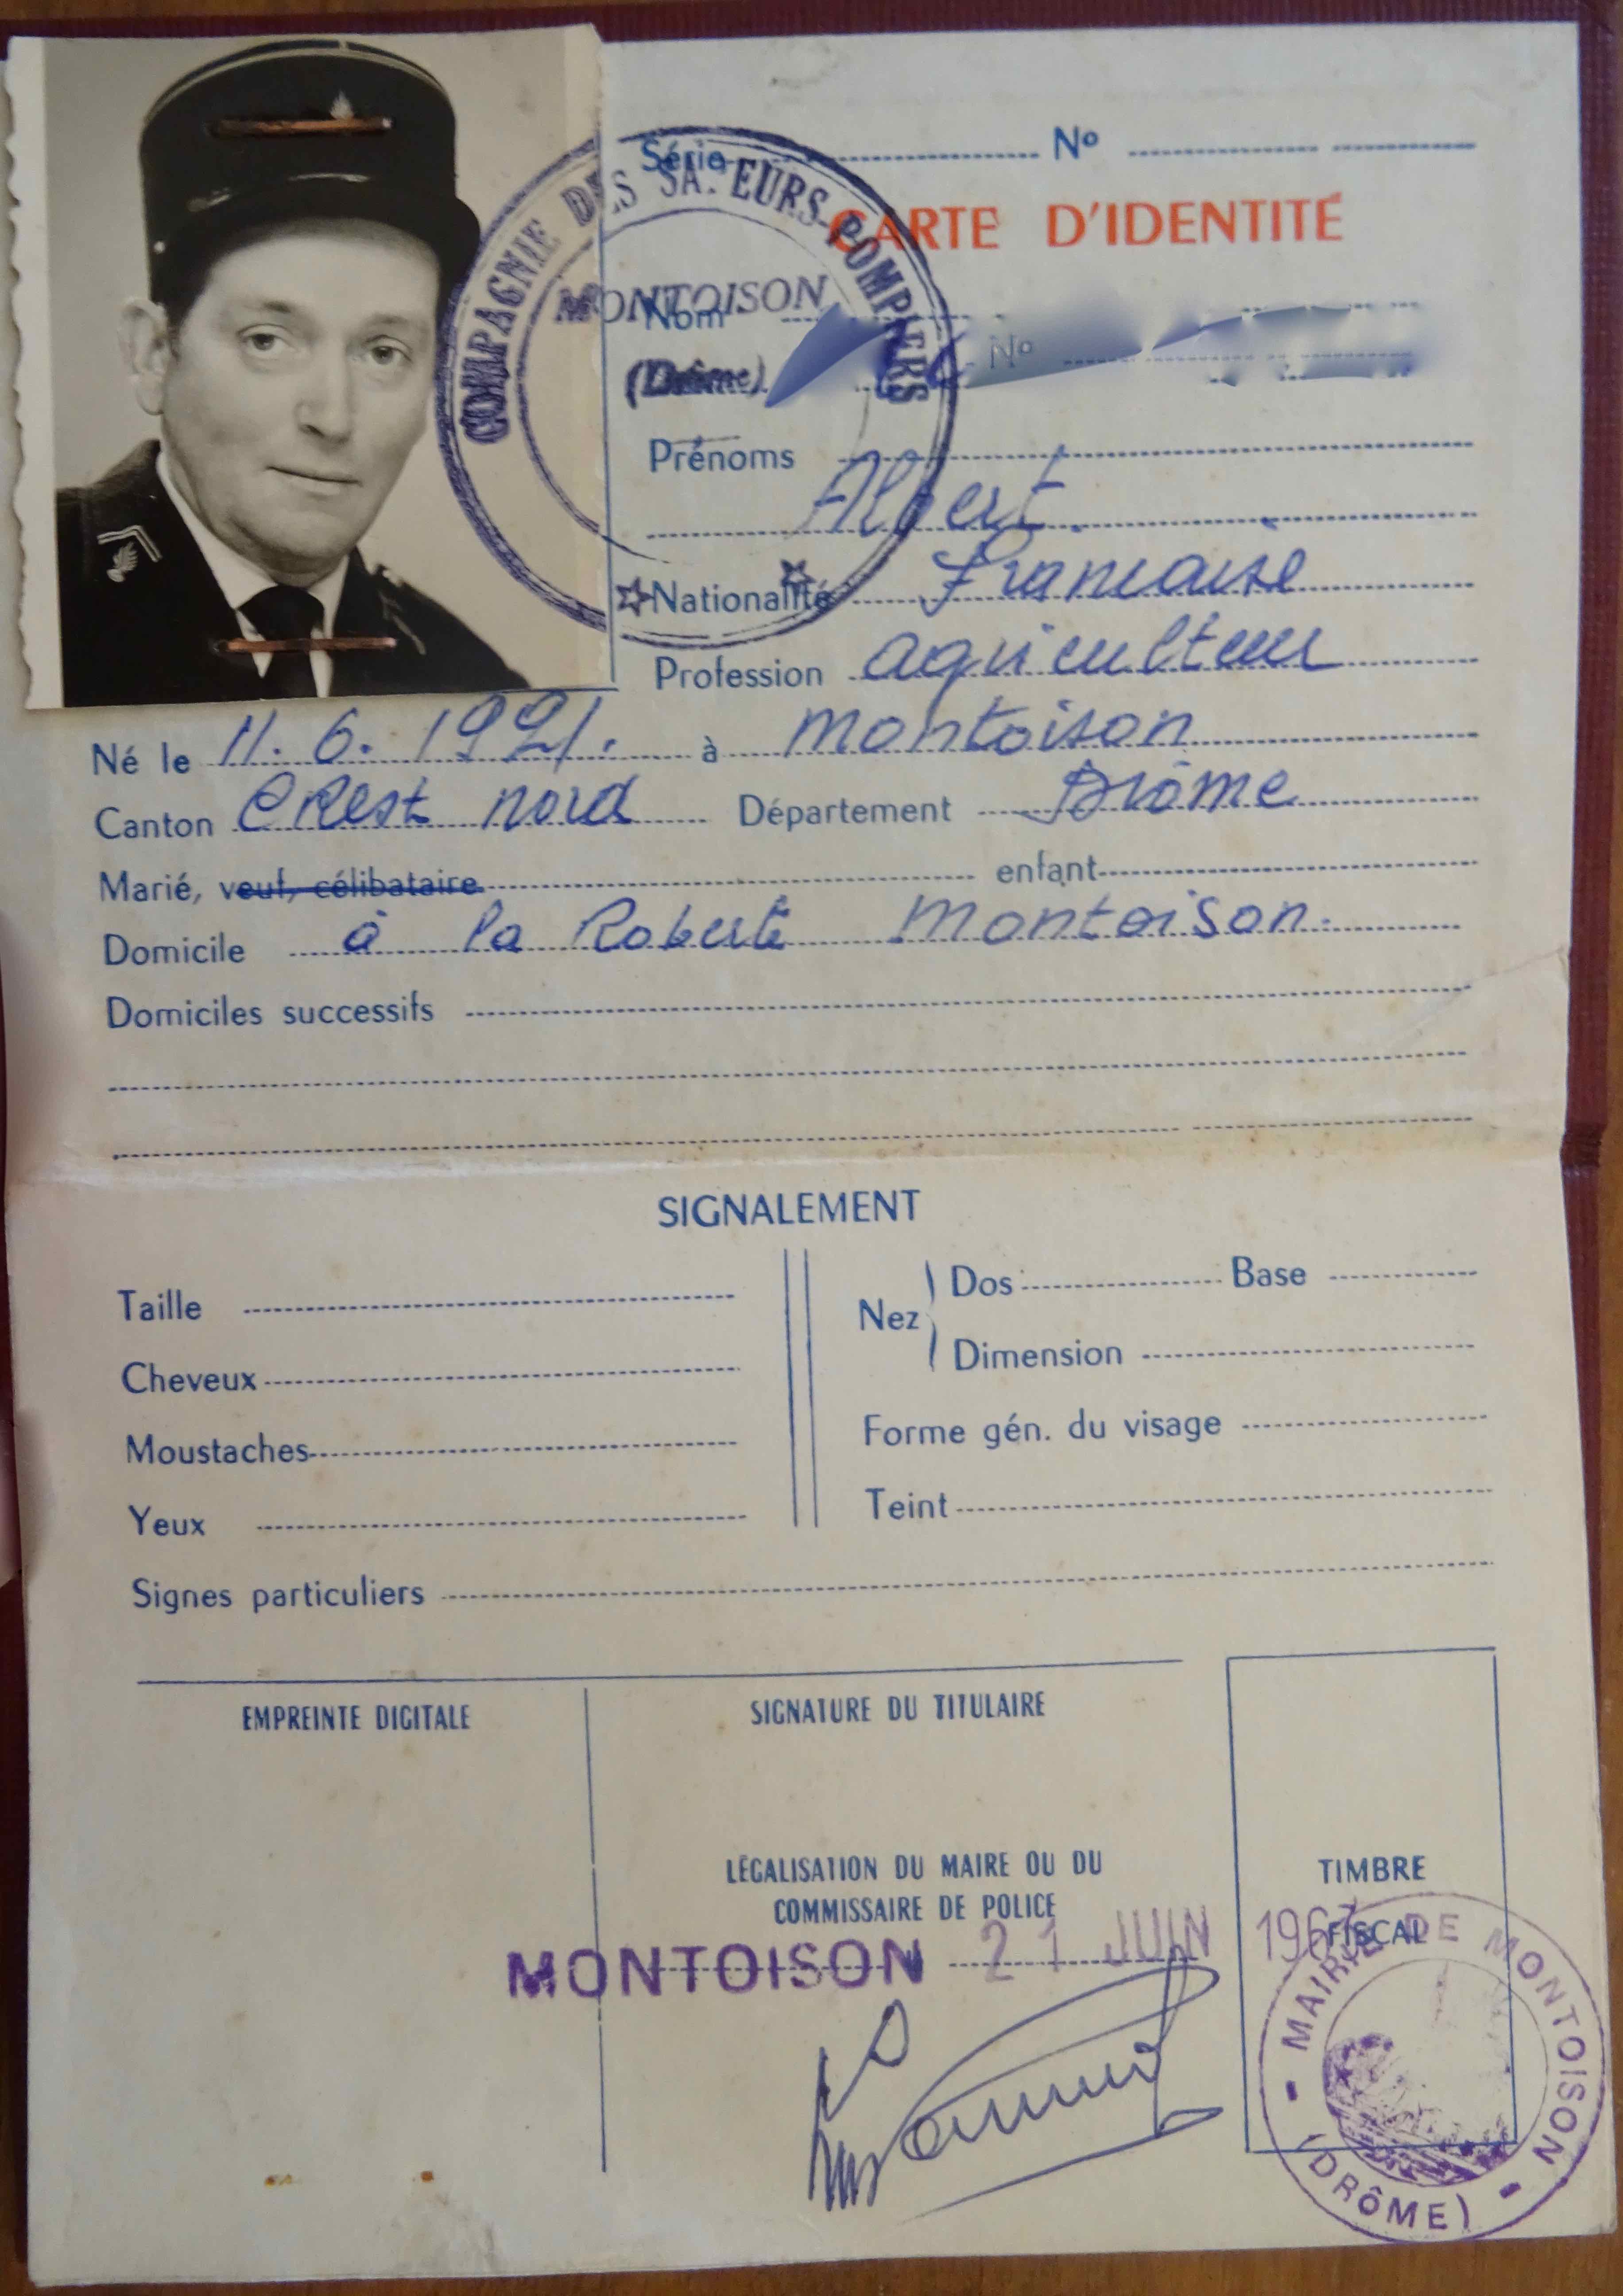 Série N°
CARTE D'IDENTITÉ
COMPAGNIE DES SA EURS-POMPIERS
MONTOISON
(Drôme)
Nom
N°
Prénoms
Albert.
Nationalité Française
Profession agriculteur
Né le 11. 6. 1921. à Montoison
Canton Crest nord Département Drôme
Marié, veuf, célibataire enfant
Domicile à la Roberte Montoison.
Domiciles successifs
SIGNALEMENT
Taille
Cheveux
Moustaches
Yeux
Nez Dos Base
Dimension
Forme gén. du visage
Teint
Signes particuliers
EMPREINTE DIGITALE
SIGNATURE DU TITULAIRE
LÉGALISATION DU MAIRE OU DU
COMMISSAIRE DE POLICE
MONTOISON 21 JUIN
TIMBRE
FISCAL
MAIRIE DE MONTOISON
(DRÔME)